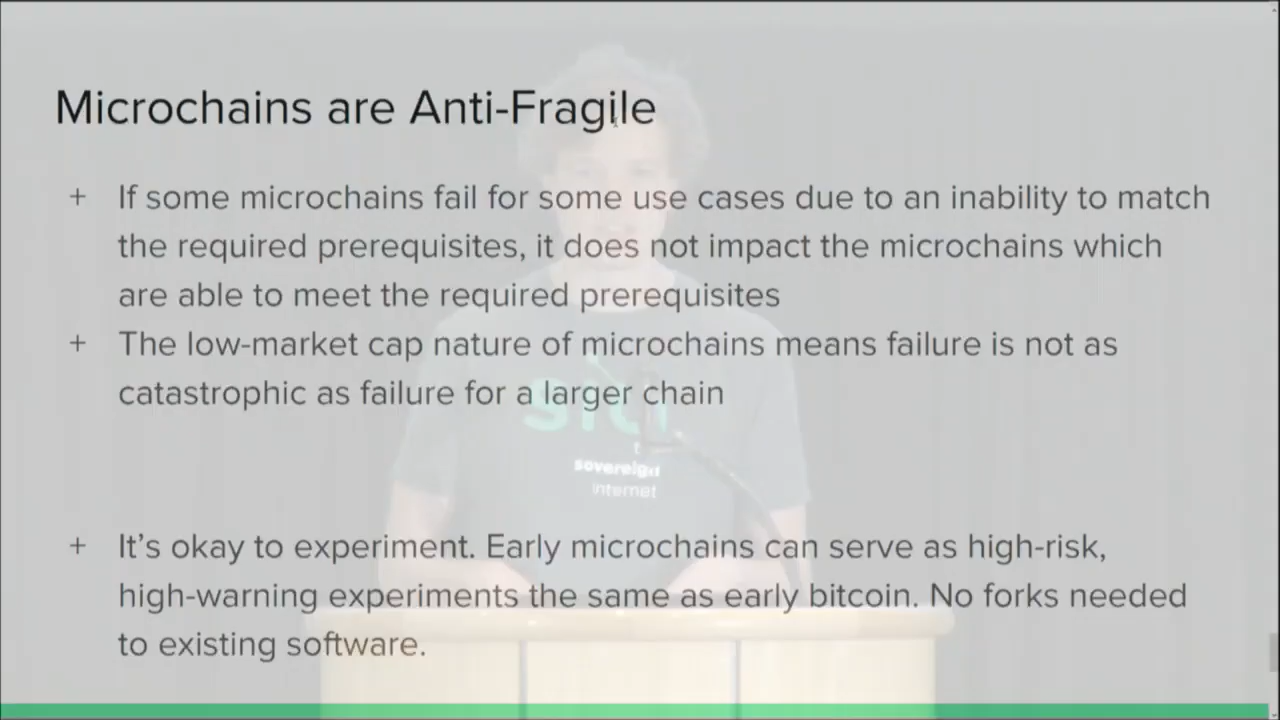 Microchains are Anti-Fragile
+ If some microchains fail for some use cases due to an inability to match
the required prerequisites, it does not impact the microchains which
are able to meet the required prerequisites
+ The low-market cap nature of microchains means failure is not as
catastrophic as failure for a larger chain
sia
sovereign
internet
+ It's okay to experiment. Early microchains can serve as high-risk,
high-warning experiments the same as early bitcoin. No forks needed
to existing software.